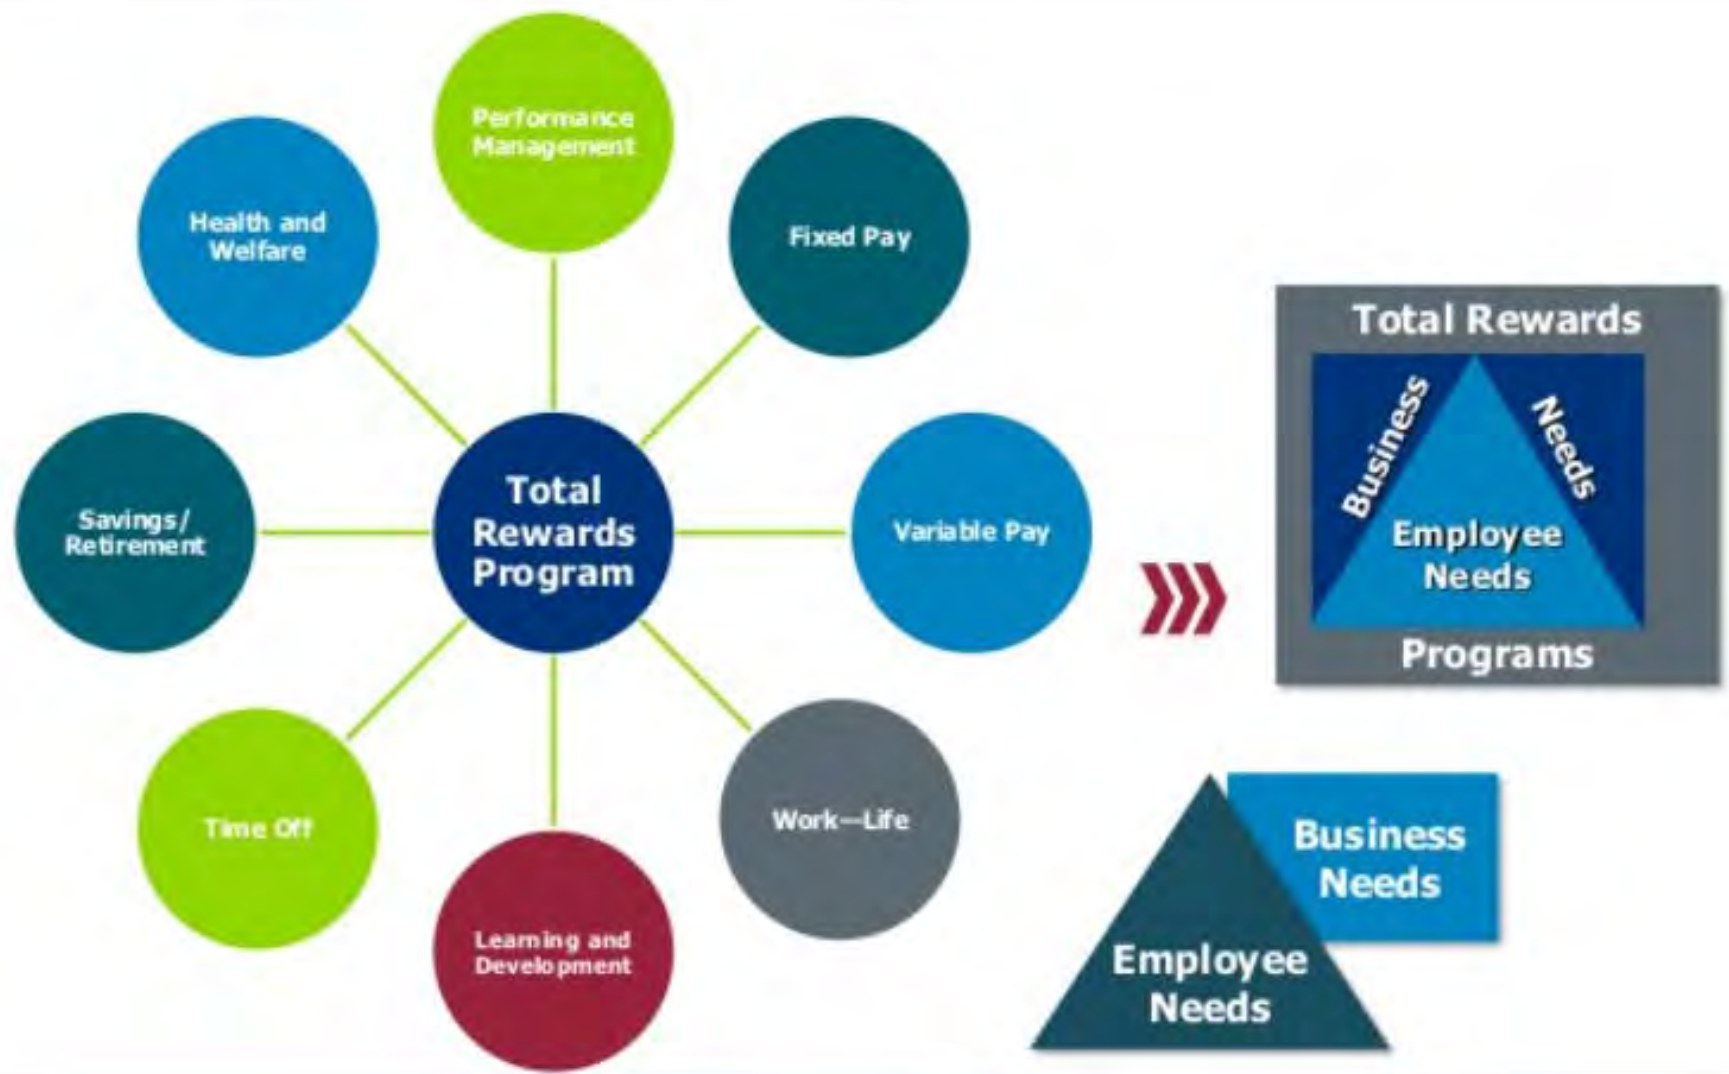 Performance
Management
Health and
Welfare
Fixed Pay
Total Rewards
Business
Needs
Employee
Needs
Programs
Savings/
Retirement
Total
Rewards
Program
Variable Pay
Time Off
Work—Life
Learning and
Development
Business
Needs
Employee
Needs